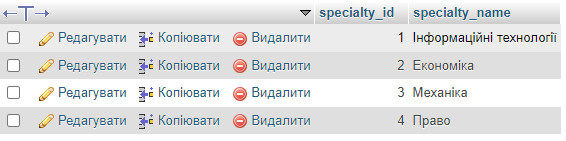 specialty_id specialty_name
Редагувати Копіювати Видалити 1 Інформаційні технології
Редагувати Копіювати Видалити 2 Економіка
Редагувати Копіювати Видалити 3 Механіка
Редагувати Копіювати Видалити 4 Право